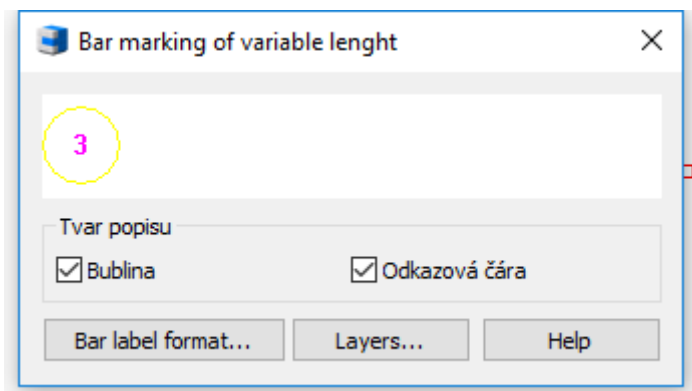 Bar marking of variable lenght
3
Tvar popisu
Bublina Odkazová čára
Bar label format... Layers... Help